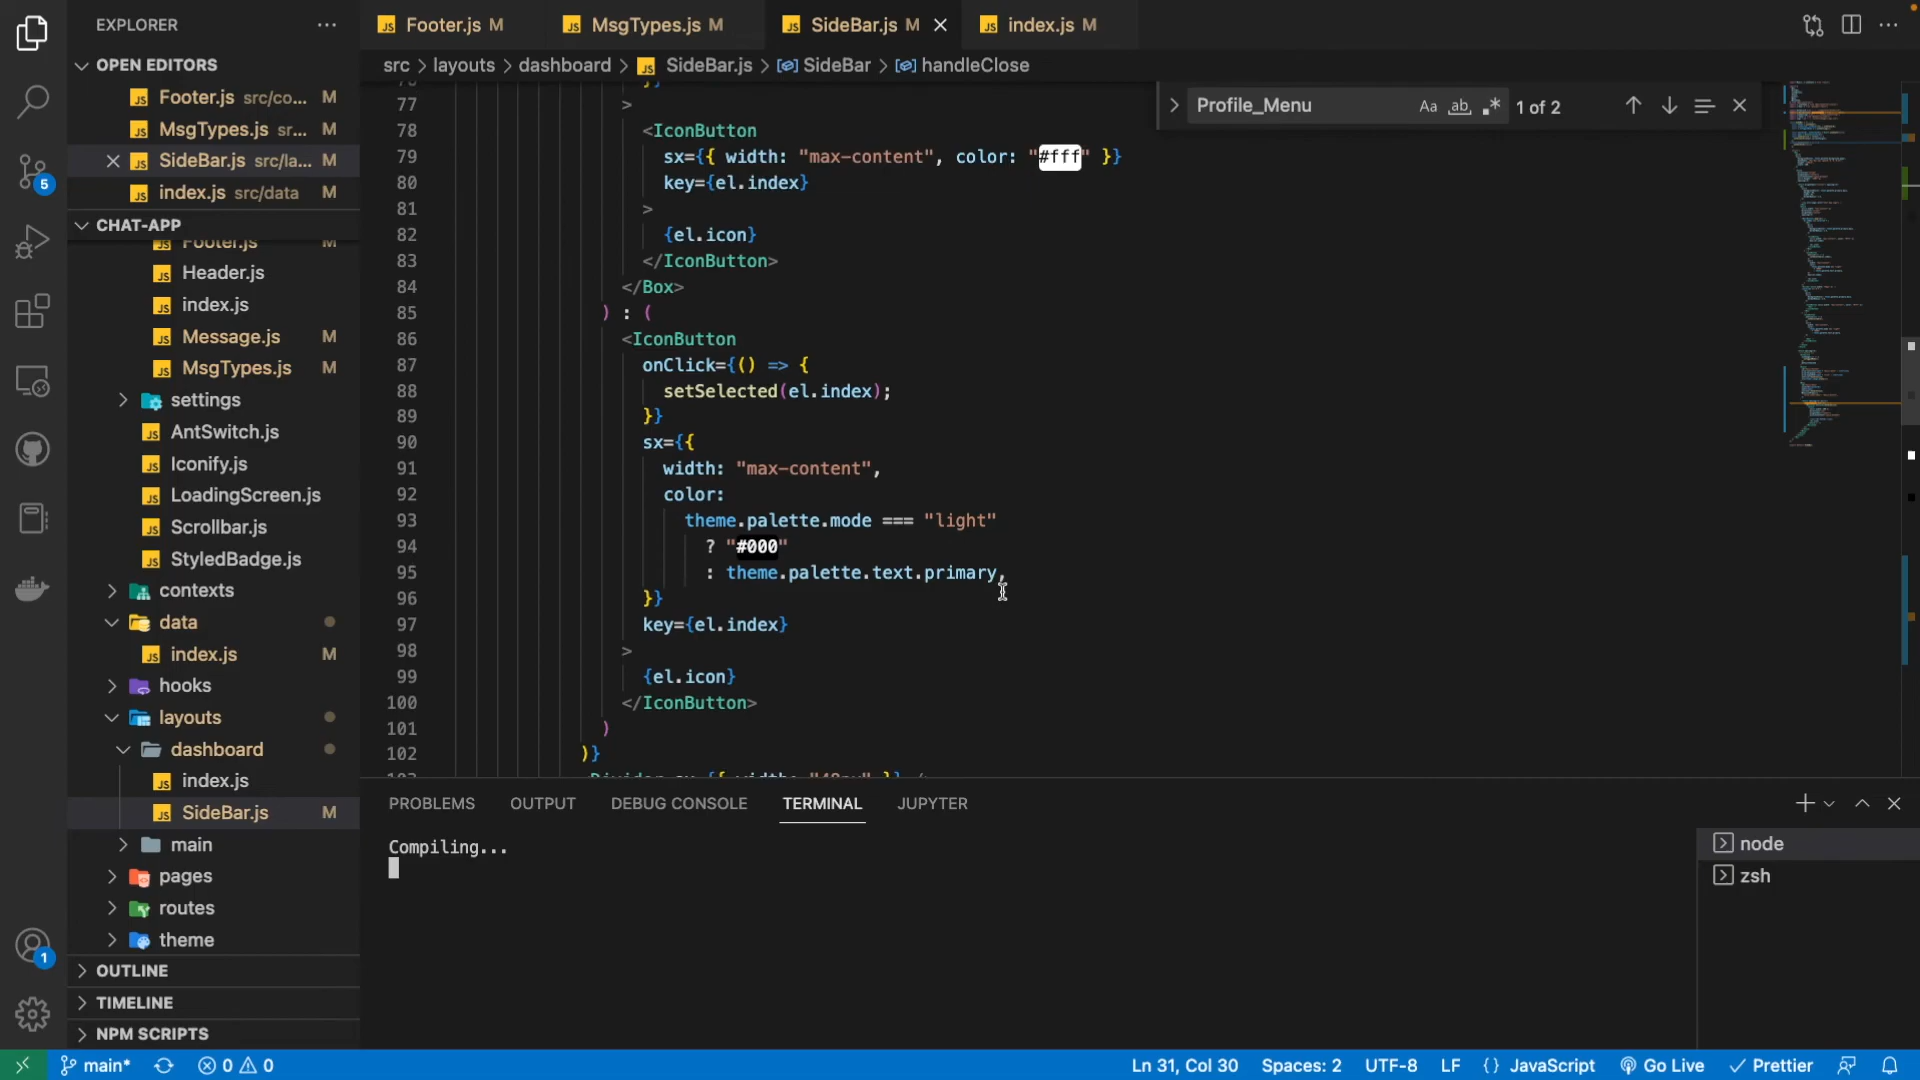 EXPLORER
OPEN EDITORS
Footer.js src/co... M
MsgTypes.js sr... M
SideBar.js src/la... M
index.js src/data M
CHAT-APP
Footer.js M
Header.js
index.js
Message.js M
MsgTypes.js M
settings
AntSwitch.js
Iconify.js
LoadingScreen.js
Scrollbar.js
StyledBadge.js
contexts
data
index.js M
hooks
layouts
dashboard
index.js
SideBar.js M
main
pages
routes
theme
OUTLINE
TIMELINE
NPM SCRIPTS
5
1
Footer.js M
MsgTypes.js M
SideBar.js M
index.js M
src > layouts > dashboard > SideBar.js > SideBar > handleClose
Profile_Menu Aa ab 1 of 2
77 >
78 <IconButton
79 sx={{ width: "max-content", color: "#fff" }}
80 key={el.index}
81 >
82 {el.icon}
83 </IconButton>
84 </Box>
85 ) : (
86 <IconButton
87 onClick={() => {
88 setSelected(el.index);
89 }}
90 sx={{
91 width: "max-content",
92 color:
93 theme.palette.mode === "light"
94 ? "#000"
95 : theme.palette.text.primary,
96 }}
97 key={el.index}
98 >
99 {el.icon}
100 </IconButton>
101 )
102 )}
PROBLEMS OUTPUT DEBUG CONSOLE TERMINAL JUPYTER
Compiling...
node
zsh
main* 0 0 Ln 31, Col 30 Spaces: 2 UTF-8 LF {} JavaScript Go Live Prettier